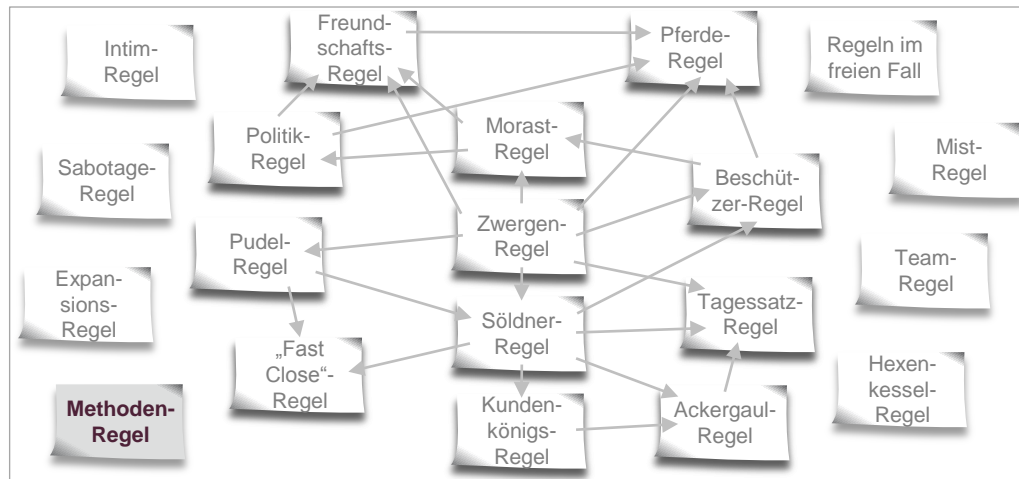 Intim-
Regel
Freund-
schafts-
Regel
Pferde-
Regel
Regeln im
freien Fall
Politik-
Regel
Morast-
Regel
Sabotage-
Regel
Beschüt-
zer-Regel
Mist-
Regel
Pudel-
Regel
Zwergen-
Regel
Team-
Regel
Expan-
sions-
Regel
Söldner-
Regel
Tagessatz-
Regel
„Fast
Close“-
Regel
Hexen-
kessel-
Regel
Methoden-
Regel
Kunden-
königs-
Regel
Ackergaul-
Regel